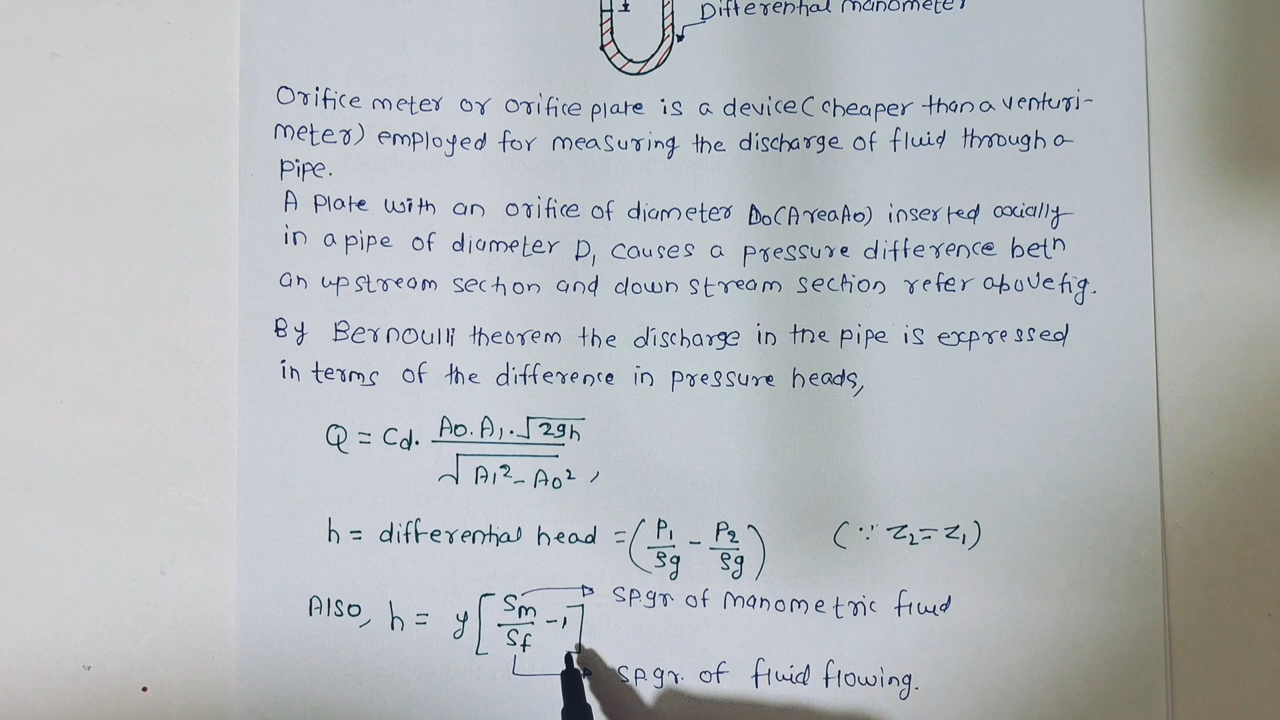 Differential manometer
Orifice meter or orifice plate is a device (cheaper than a venturi-
meter) employed for measuring the discharge of fluid through a
pipe.
A plate with an orifice of diameter Do (Area Ao) inserted axially
in a pipe of diameter D₁ causes a pressure difference betn
an upstream section and down stream section refer above fig.
By Bernoulli theorem the discharge in the pipe is expressed
in terms of the difference in pressure heads,
Q = Cd. Ao.A₁.√2gh / √A₁²-Ao²,
h = differential head = (P₁/ρg - P₂/ρg) (∵ Z₂=Z₁)
Also, h = y[Sm/Sf -1] sp.gr of manometric fluid
sp.gr. of fluid flowing.